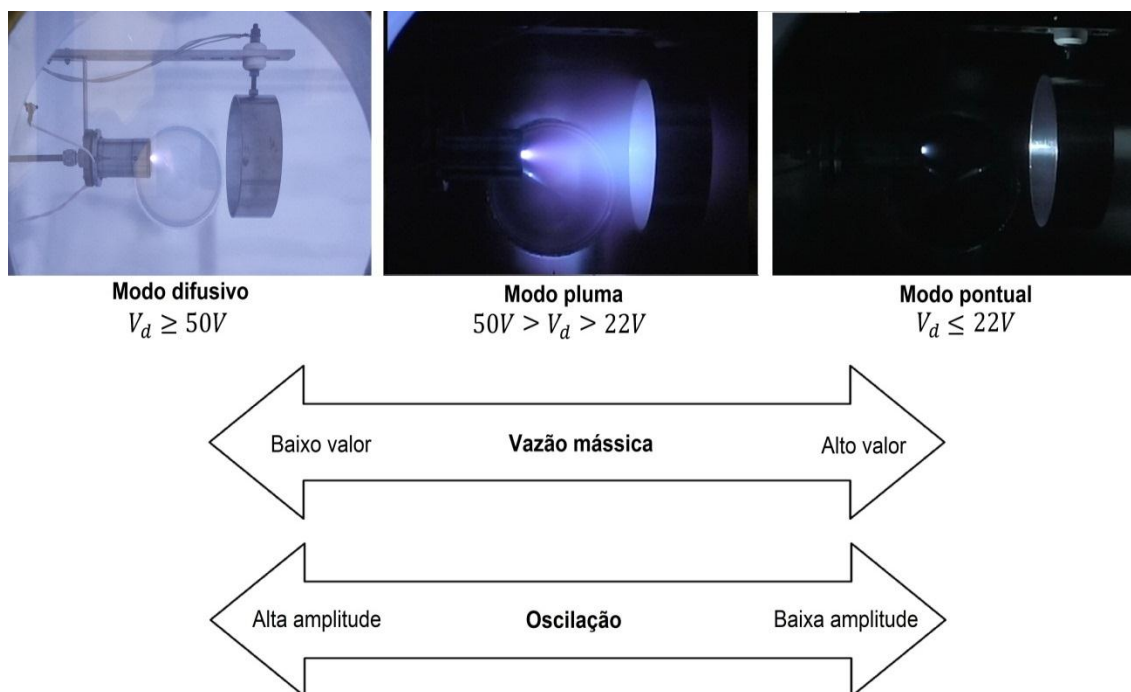 Modo difusivo
V_d ≥ 50V
Modo pluma
50V > V_d > 22V
Modo pontual
V_d ≤ 22V
Baixo valor Vazão mássica Alto valor
Alta amplitude Oscilação Baixa amplitude